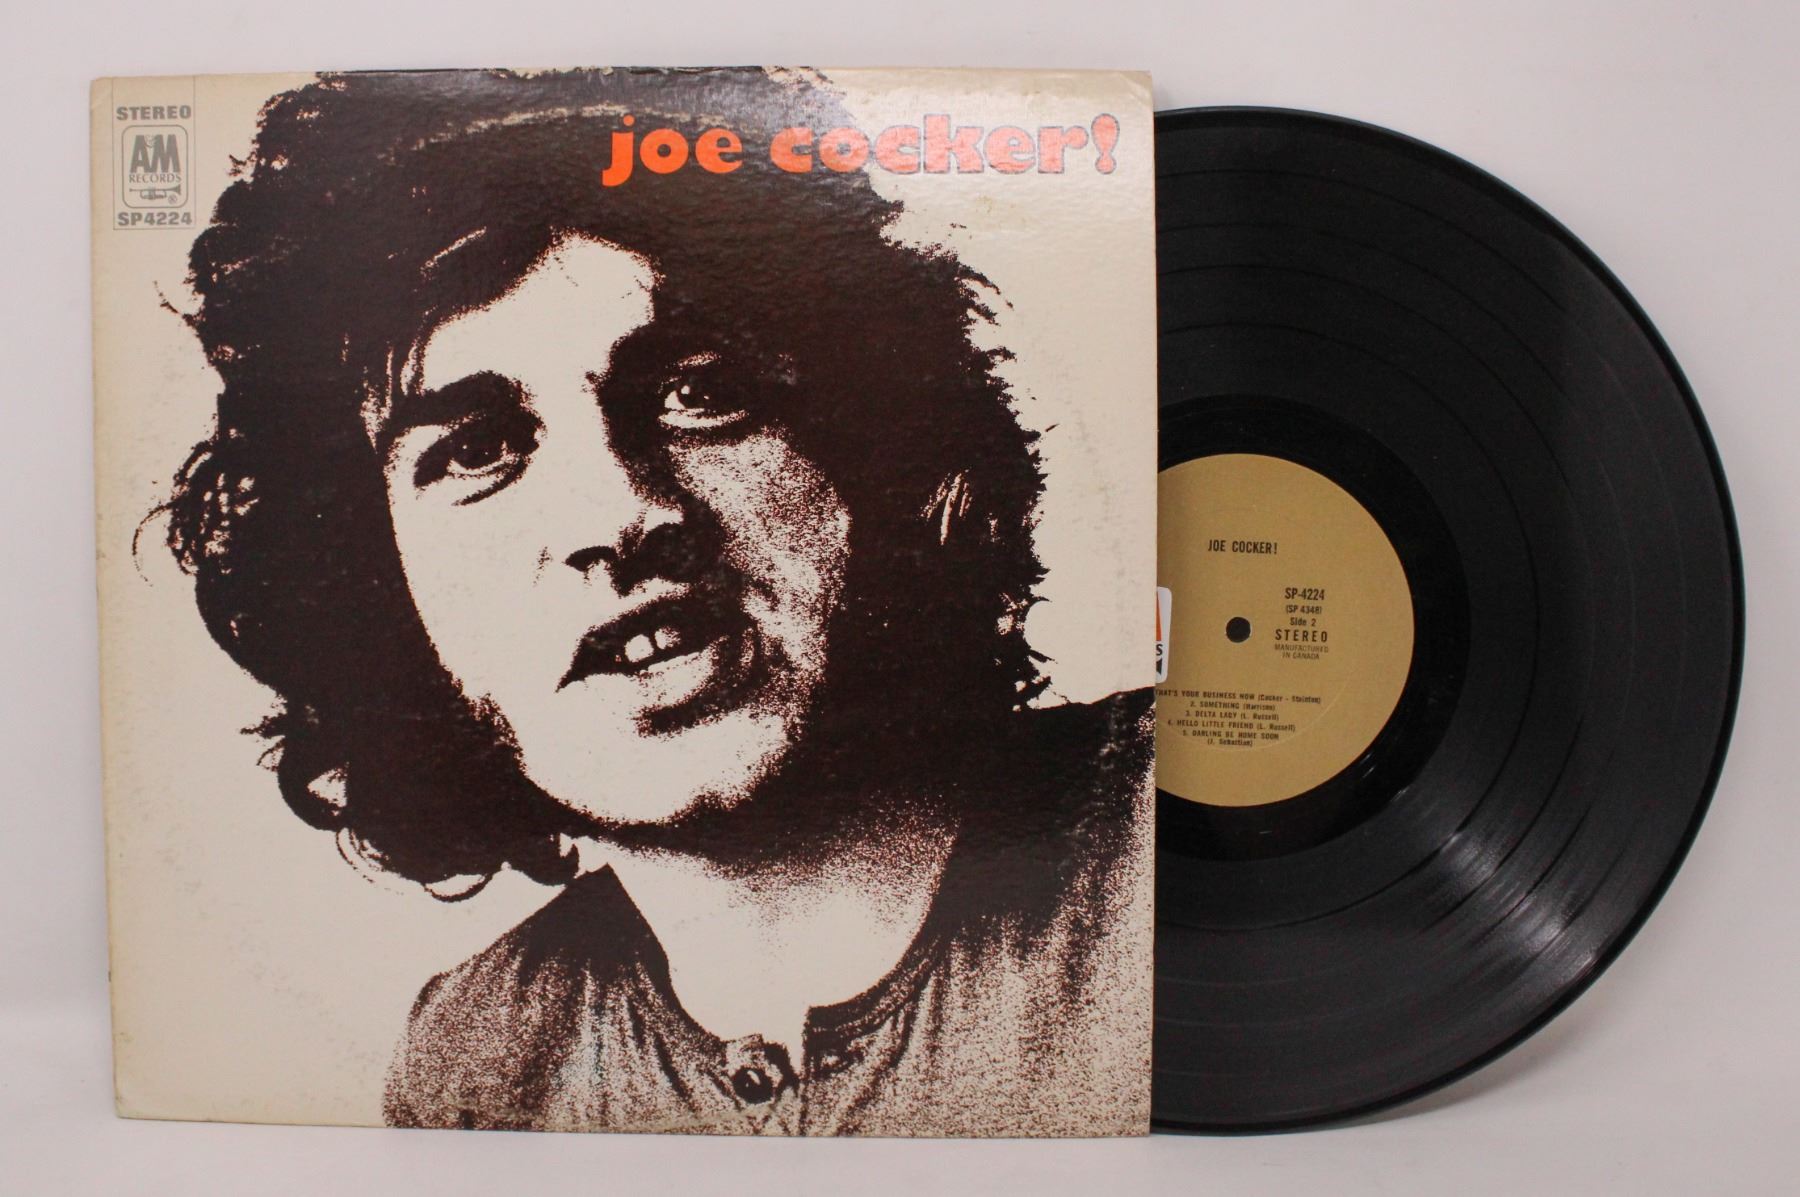 STEREO
A&M
RECORDS
®
SP4224
joe cocker!
JOE COCKER!
SP-4224
(SP 4348)
Side 2
STEREO
MANUFACTURED
IN CANADA
THAT'S YOUR BUSINESS NOW (Cocker - Stainton)
2. SOMETHING (Harrison)
3. DELTA LADY (L. Russell)
4. HELLO LITTLE FRIEND (L. Russell)
5. DARLING BE HOME SOON
(J. Sebastian)